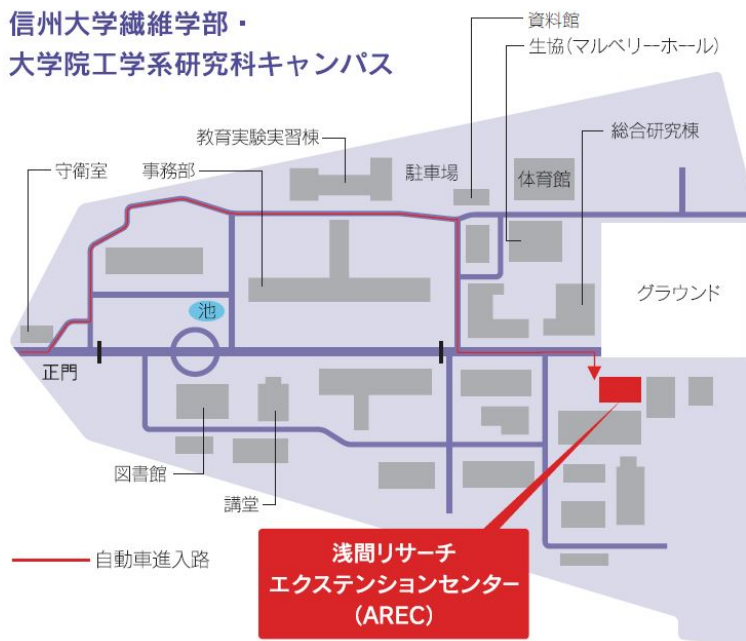 信州大学繊維学部・
大学院工学系研究科キャンパス
資料館
生協(マルベリーホール)
教育実験実習棟
総合研究棟
守衛室
事務部
駐車場
体育館
池
グラウンド
正門
図書館
講堂
自動車進入路
浅間リサーチ
エクステンションセンター
(AREC)